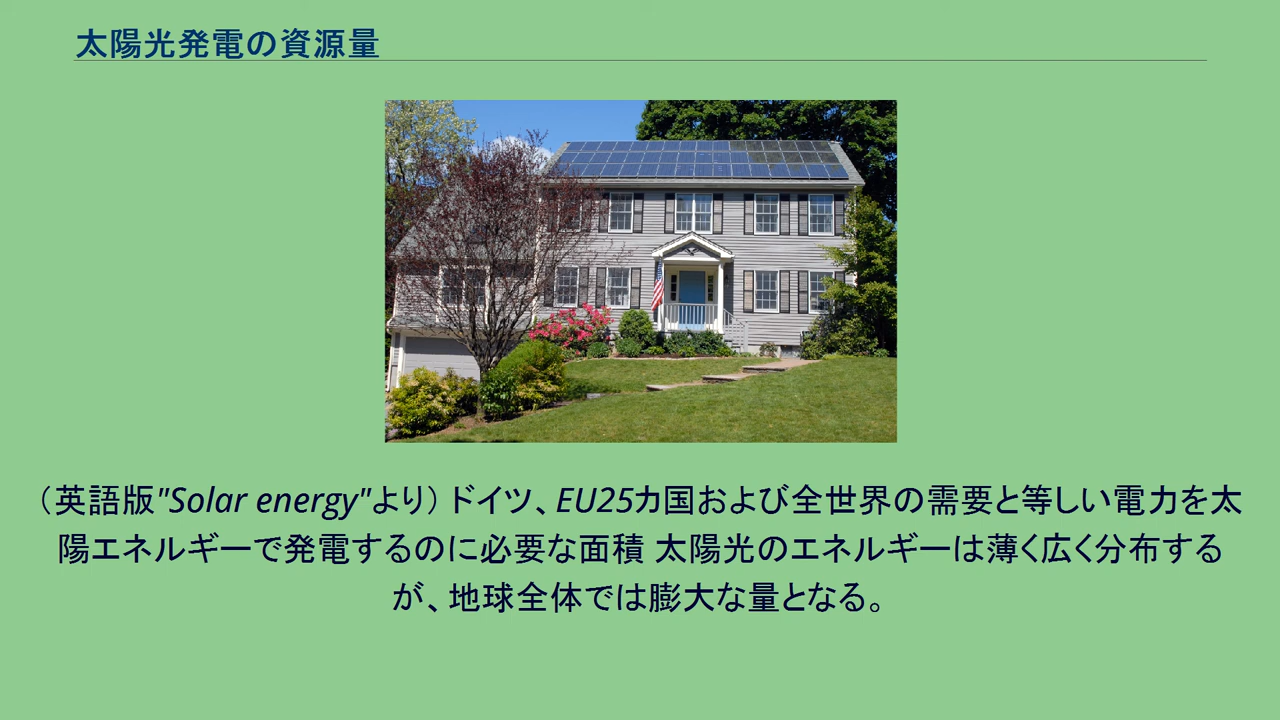 太陽光発電の資源量
（英語版"Solar energy"より）ドイツ、EU25カ国および全世界の需要と等しい電力を太
陽エネルギーで発電するのに必要な面積 太陽光のエネルギーは薄く広く分布する
が、地球全体では膨大な量となる。